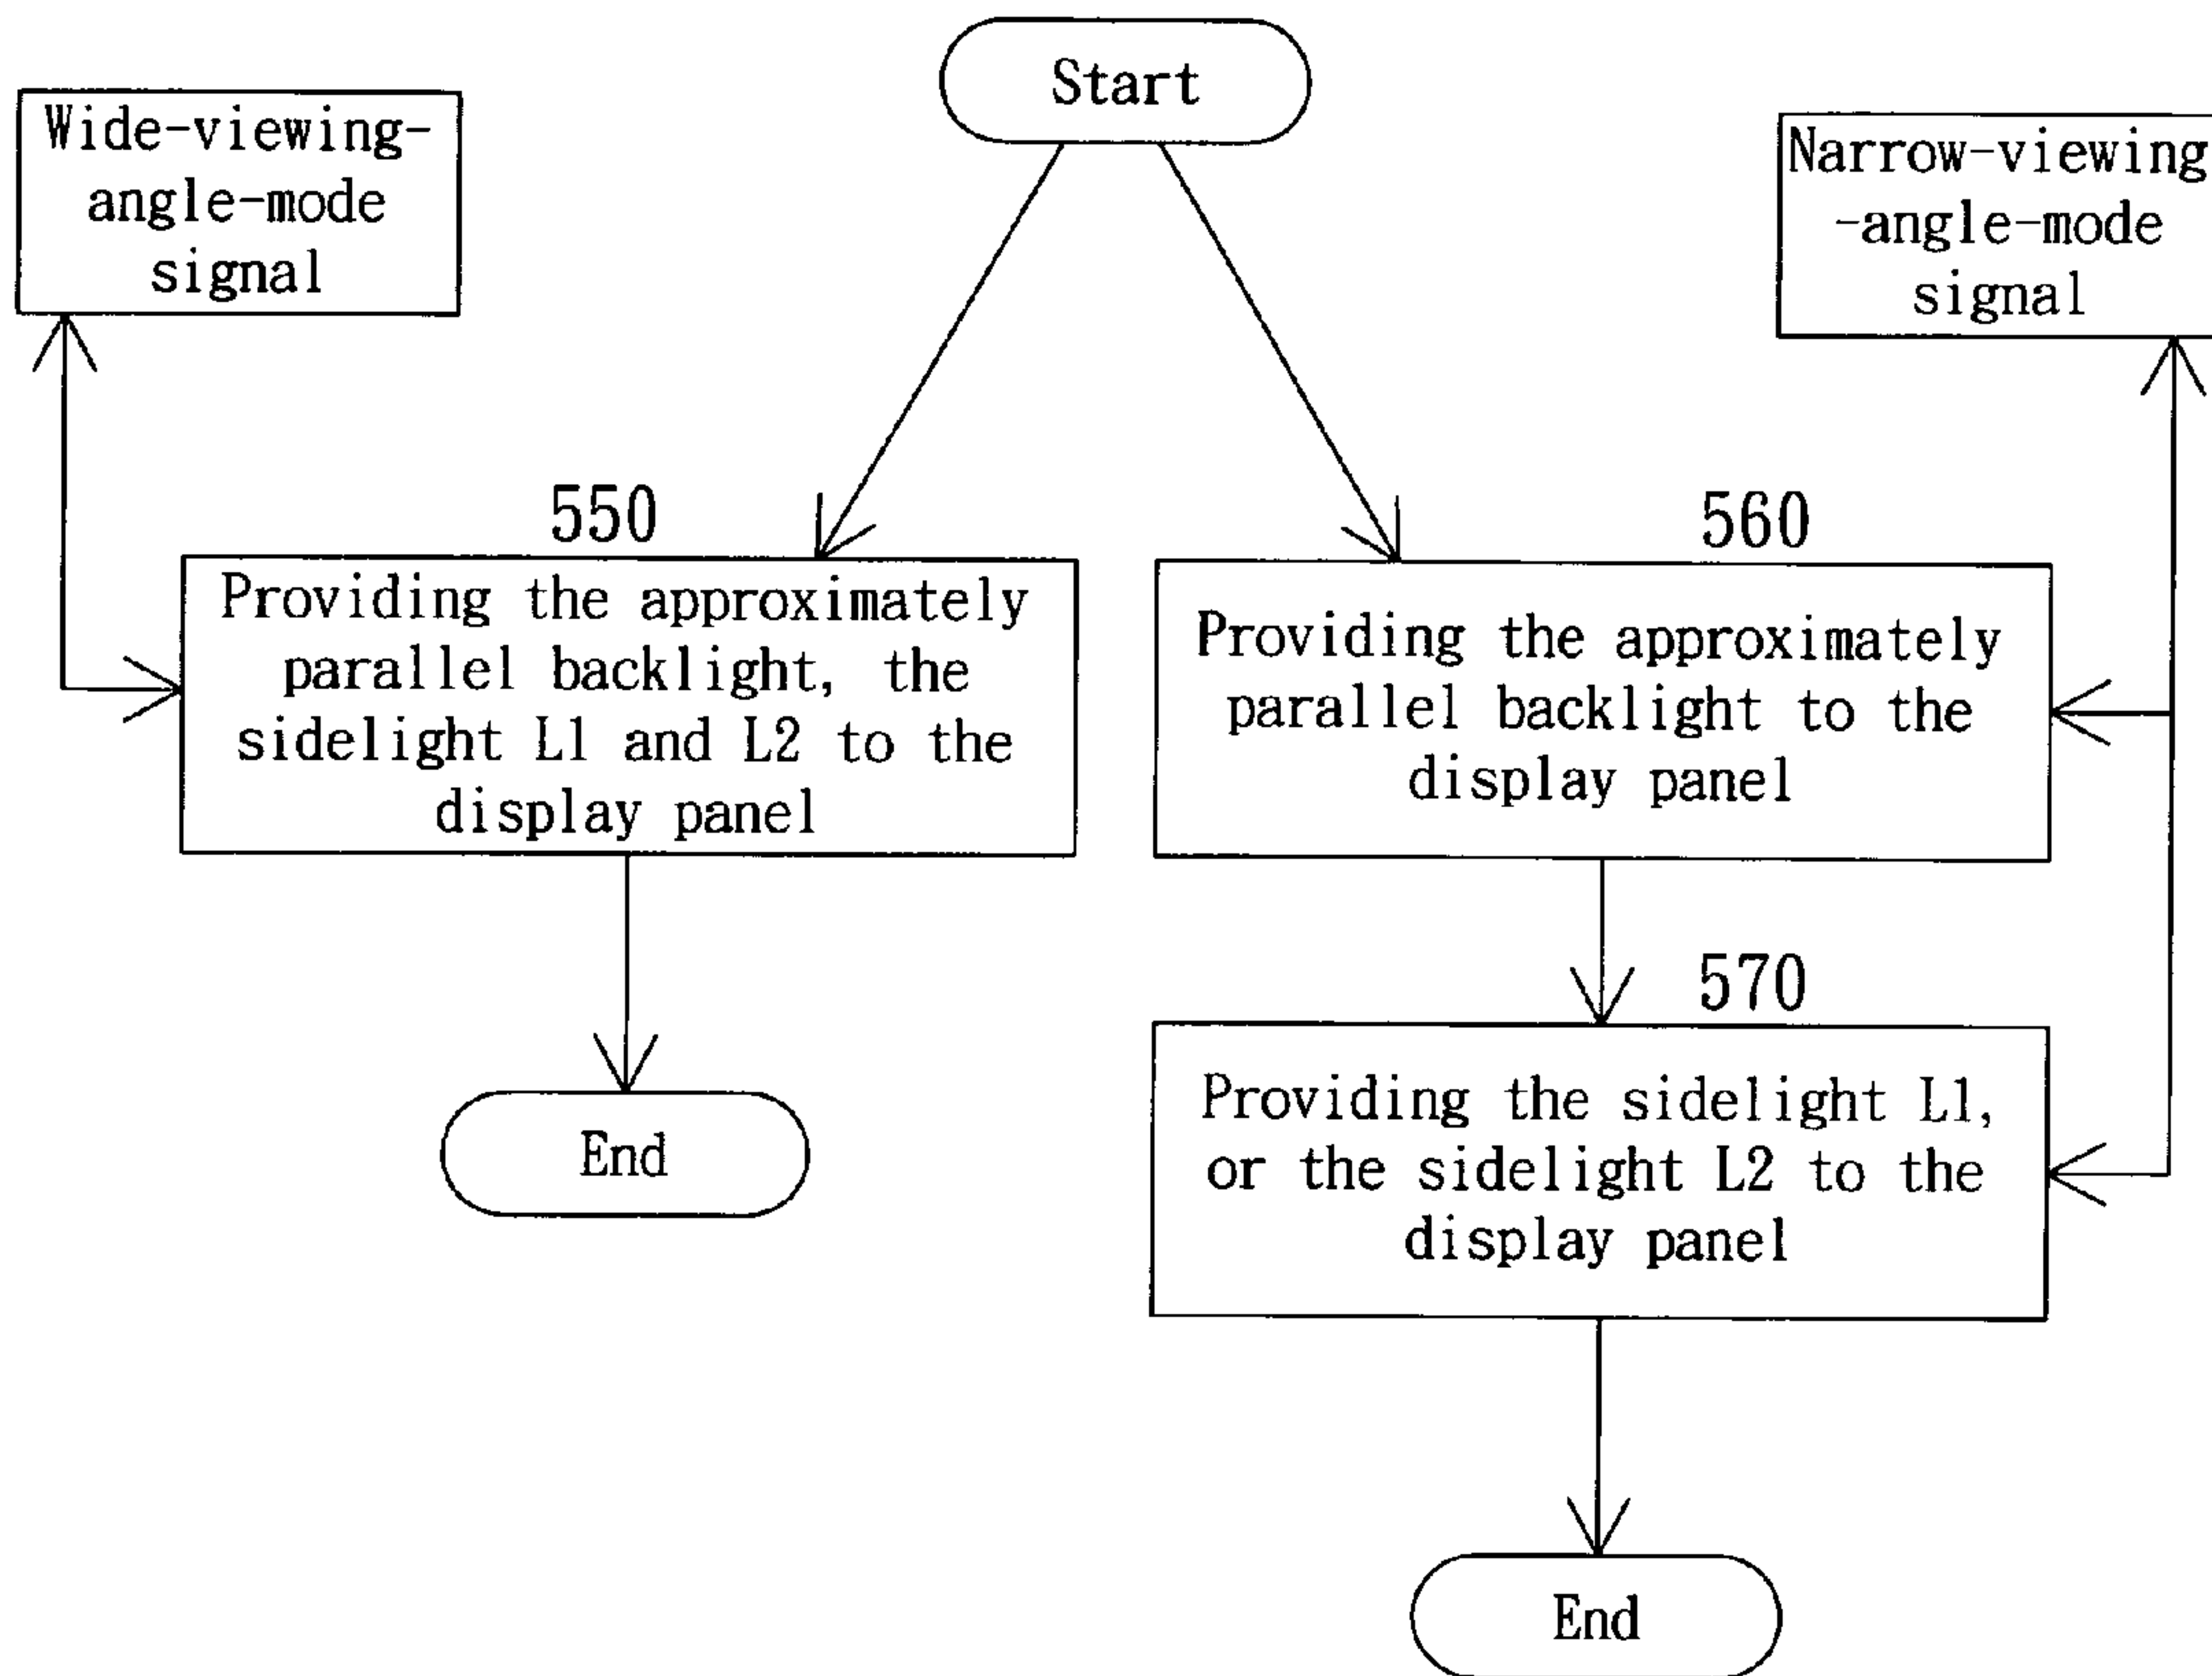 Start
Wide-viewing-
angle-mode
signal
Narrow-viewing
-angle-mode
signal
550
Providing the approximately
parallel backlight, the
sidelight L1 and L2 to the
display panel
End
560
Providing the approximately
parallel backlight to the
display panel
570
Providing the sidelight L1,
or the sidelight L2 to the
display panel
End